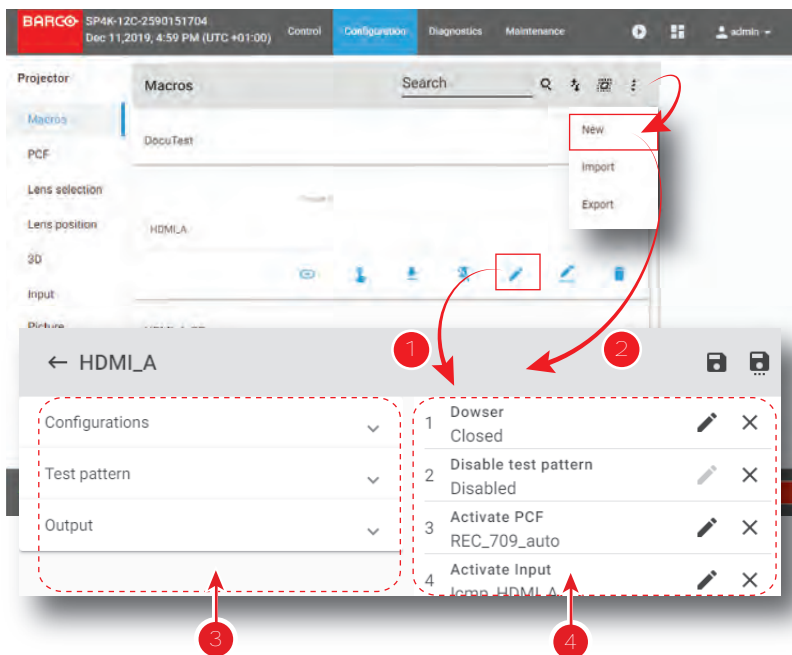 BARCO SP4K-12C-2590151704
Dec 11,2019, 4:59 PM (UTC +01:00)
Control Configuration Diagnostics Maintenance admin
Projector
Macros
PCF
Lens selection
Lens position
3D
Input
Picture
Macros Search
DocuTest
HDMI_A
New
Import
Export
1
2
← HDMI_A
Configurations
Test pattern
Output
1 Dowser
Closed
2 Disable test pattern
Disabled
3 Activate PCF
REC_709_auto
4 Activate Input
Icmp HDMI A
3
4